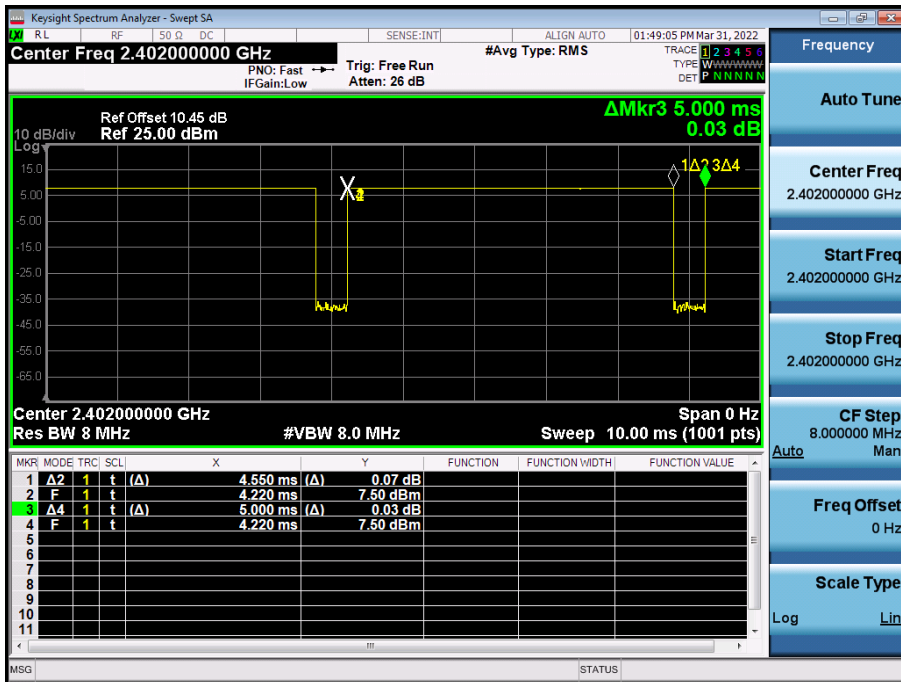 Keysight Spectrum Analyzer - Swept SA
LXI RL RF 50 Ω DC SENSE:INT ALIGN AUTO 01:49:05 PM Mar 31, 2022
Center Freq 2.402000000 GHz #Avg Type: RMS TRACE 1 2 3 4 5 6
PNO: Fast Trig: Free Run TYPE WWWWWW
IFGain:Low Atten: 26 dB DET P N N N N N
ΔMkr3 5.000 ms
0.03 dB
Ref Offset 10.45 dB
10 dB/div Ref 25.00 dBm
Log
15.0
5.00
-5.00
-15.0
-25.0
-35.0
-45.0
-55.0
-65.0
X
1Δ2 3Δ4
Center 2.402000000 GHz Span 0 Hz
Res BW 8 MHz #VBW 8.0 MHz Sweep 10.00 ms (1001 pts)
MKR MODE TRC SCL X Y FUNCTION FUNCTION WIDTH FUNCTION VALUE
1 Δ2 1 t (Δ) 4.550 ms (Δ) 0.07 dB
2 F 1 t 4.220 ms 7.50 dBm
3 Δ4 1 t (Δ) 5.000 ms (Δ) 0.03 dB
4 F 1 t 4.220 ms 7.50 dBm
5
6
7
8
9
10
11
MSG STATUS
Frequency
Auto Tune
Center Freq
2.402000000 GHz
Start Freq
2.402000000 GHz
Stop Freq
2.402000000 GHz
CF Step
8.000000 MHz
Auto Man
Freq Offset
0 Hz
Scale Type
Log Lin